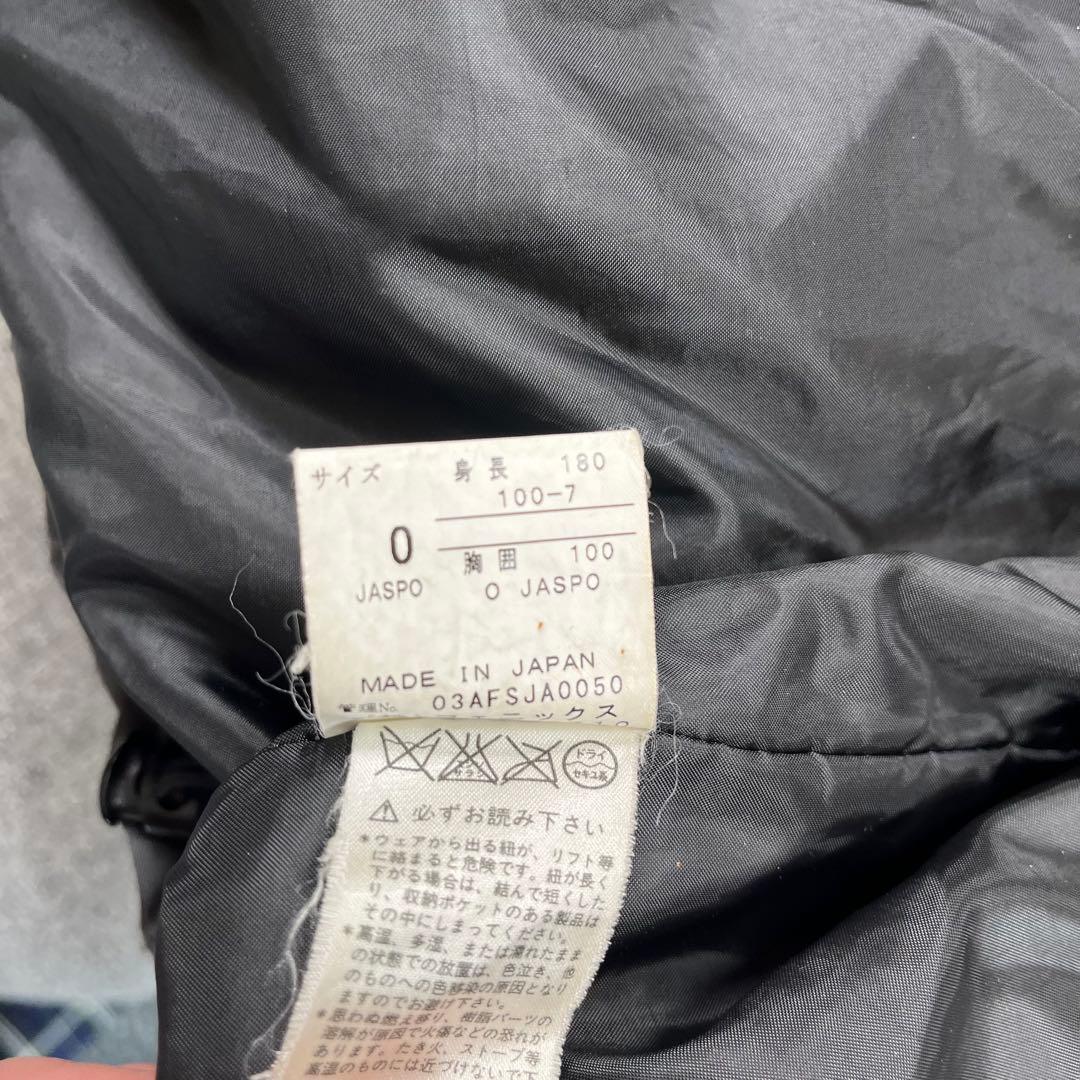 サイズ 身長 180
100-7
0 胸囲 100
JASPO O JASPO
MADE IN JAPAN
No. 03AFSJA0050
ニックス
ドライ
セキユ系
⚠ 必ずお読み下さい
*ウェアから出る紐が、リフト等
に絡まると危険です。紐が長く
下がる場合は、結んで短くした
り、収納ポケットのある製品は
その中にしまってください。
*高温、多湿、または濡れたまま
の状態での放置は、色泣き、他
のものへの色移染の原因となり
ますのでお避け下さい。
*思わぬ燃え移り、樹脂パーツの
溶解が原因で火傷などの恐れが
あります。たき火、ストーブ等
高温のものには近づけないで下